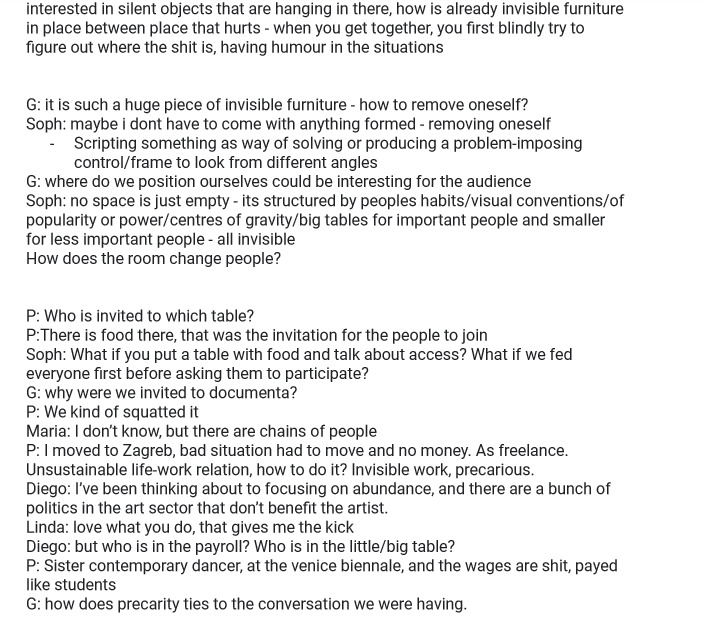 interested in silent objects that are hanging in there, how is already invisible furniture
in place between place that hurts - when you get together, you first blindly try to
figure out where the shit is, having humour in the situations
G: it is such a huge piece of invisible furniture - how to remove oneself?
Soph: maybe i dont have to come with anything formed - removing oneself
- Scripting something as way of solving or producing a problem-imposing
control/frame to look from different angles
G: where do we position ourselves could be interesting for the audience
Soph: no space is just empty - its structured by peoples habits/visual conventions/of
popularity or power/centres of gravity/big tables for important people and smaller
for less important people - all invisible
How does the room change people?
P: Who is invited to which table?
P:There is food there, that was the invitation for the people to join
Soph: What if you put a table with food and talk about access? What if we fed
everyone first before asking them to participate?
G: why were we invited to documenta?
P: We kind of squatted it
Maria: I don’t know, but there are chains of people
P: I moved to Zagreb, bad situation had to move and no money. As freelance.
Unsustainable life-work relation, how to do it? Invisible work, precarious.
Diego: I’ve been thinking about to focusing on abundance, and there are a bunch of
politics in the art sector that don’t benefit the artist.
Linda: love what you do, that gives me the kick
Diego: but who is in the payroll? Who is in the little/big table?
P: Sister contemporary dancer, at the venice biennale, and the wages are shit, payed
like students
G: how does precarity ties to the conversation we were having.